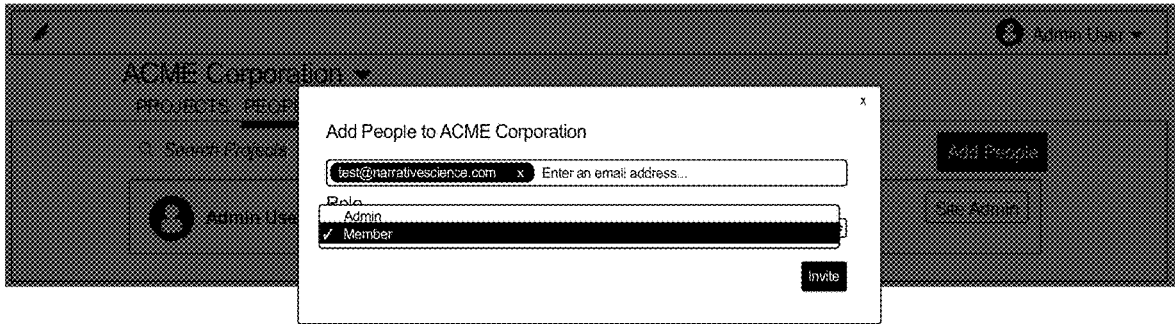 Admin User
ACME Corporation
PROJECTS PEOPL
x
Add People to ACME Corporation
Search Projects
Add People
test@narrativescience.com x Enter an email address...
Role
Admin
Admin Use
Site Admin
✓ Member
Invite